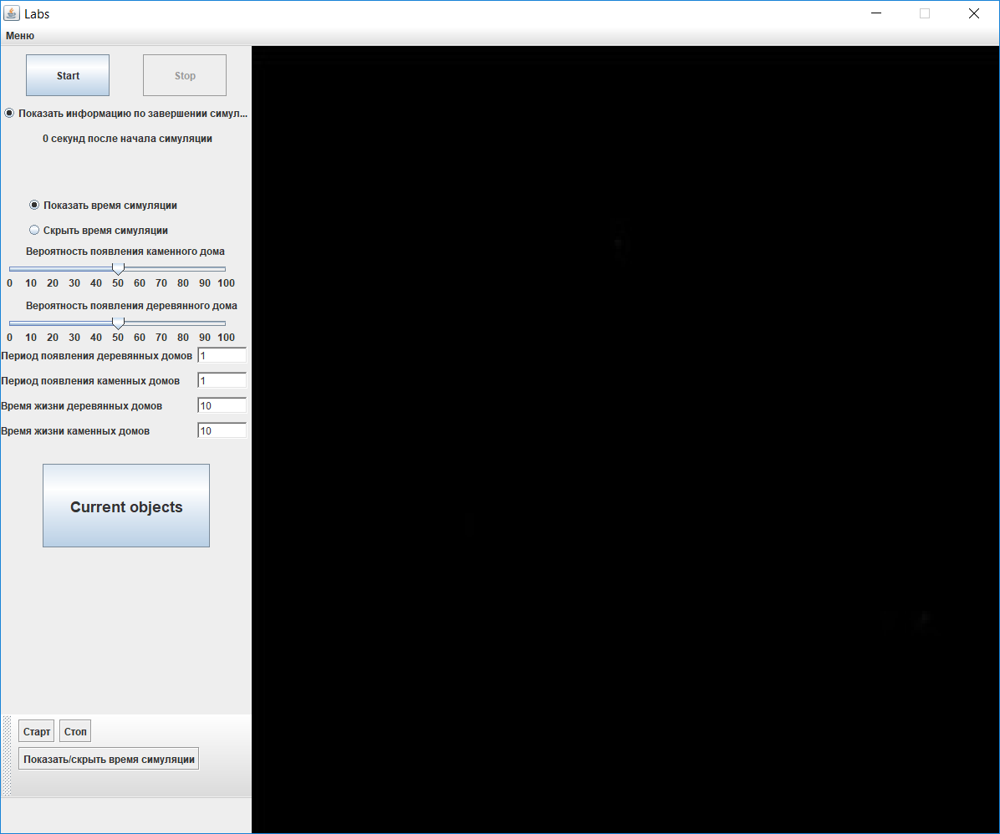 Labs
Меню
Start Stop
Показать информацию по завершении симул...
0 секунд после начала симуляции
Показать время симуляции
Скрыть время симуляции
Вероятность появления каменного дома
0 10 20 30 40 50 60 70 80 90 100
Вероятность появления деревянного дома
0 10 20 30 40 50 60 70 80 90 100
Период появления деревянных домов 1
Период появления каменных домов 1
Время жизни деревянных домов 10
Время жизни каменных домов 10
Current objects
Старт Стоп
Показать/скрыть время симуляции